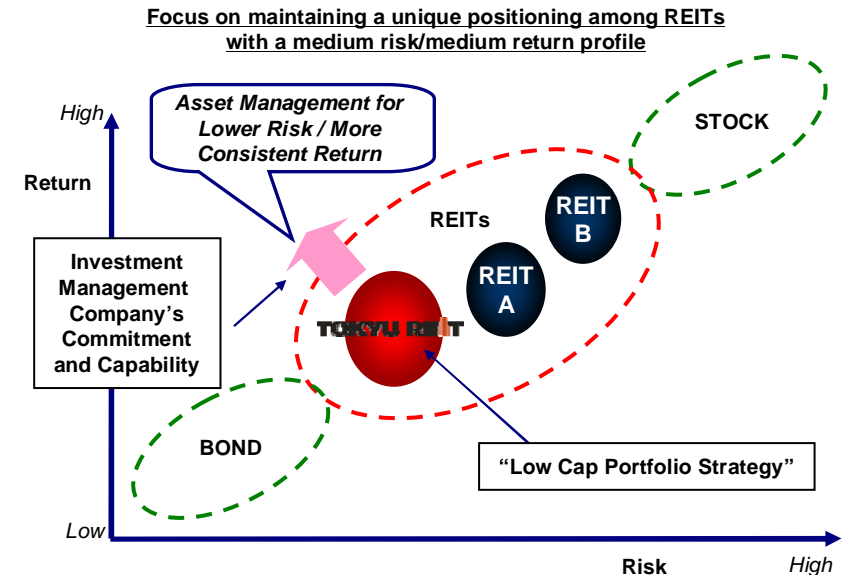 Focus on maintaining a unique positioning among REITs
with a medium risk/medium return profile
High
Return
Asset Management for
Lower Risk / More
Consistent Return
STOCK
REITs
REIT
B
REIT
A
Investment
Management
Company’s
Commitment
and Capability
TOKYU REIT
BOND
“Low Cap Portfolio Strategy”
Low
Risk
High